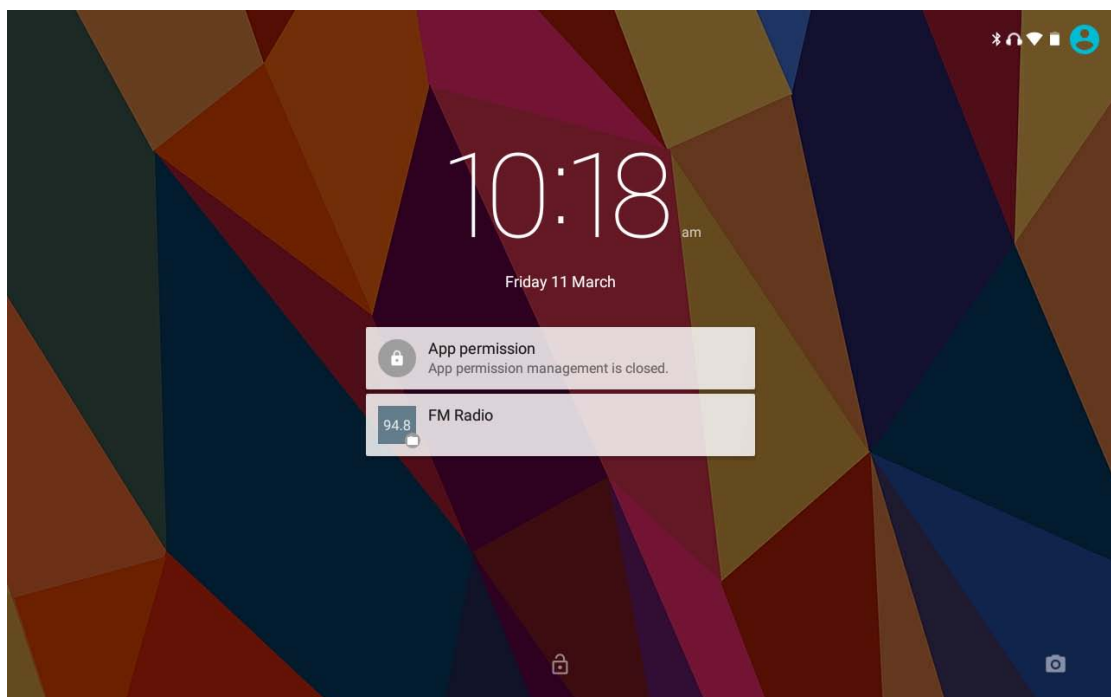 10:18 am
Friday 11 March
App permission
App permission management is closed.
94.8 FM Radio